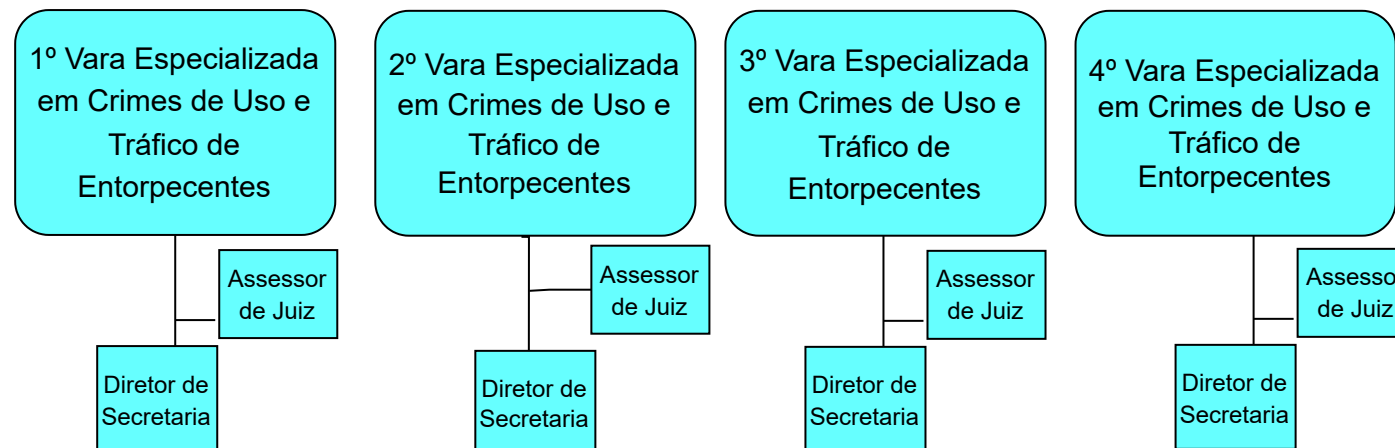 1º Vara Especializada
em Crimes de Uso e
Tráfico de
Entorpecentes
2º Vara Especializada
em Crimes de Uso e
Tráfico de
Entorpecentes
3º Vara Especializada
em Crimes de Uso e
Tráfico de
Entorpecentes
4º Vara Especializada
em Crimes de Uso e
Tráfico de
Entorpecentes
Assessor
de Juiz
Assessor
de Juiz
Assessor
de Juiz
Assesso
de Juiz
Diretor de
Secretaria
Diretor de
Secretaria
Diretor de
Secretaria
Diretor de
Secretaria